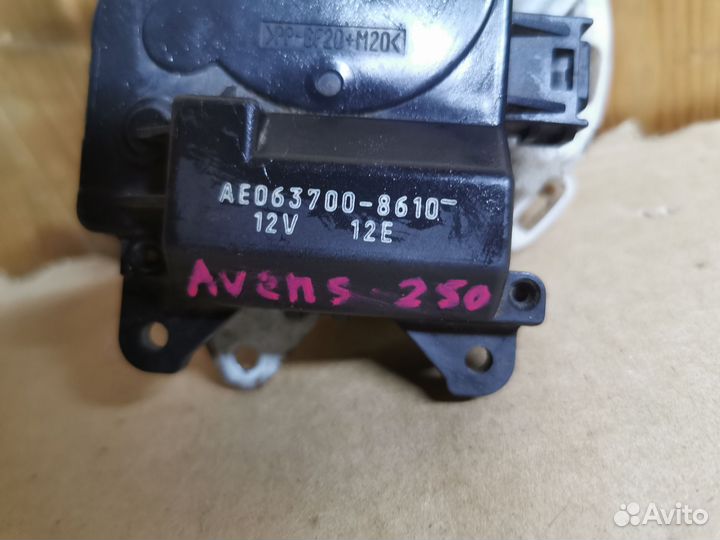 >PP-GF20+M20<
AE063700-8610
12V 12E
Avens 250
Avito